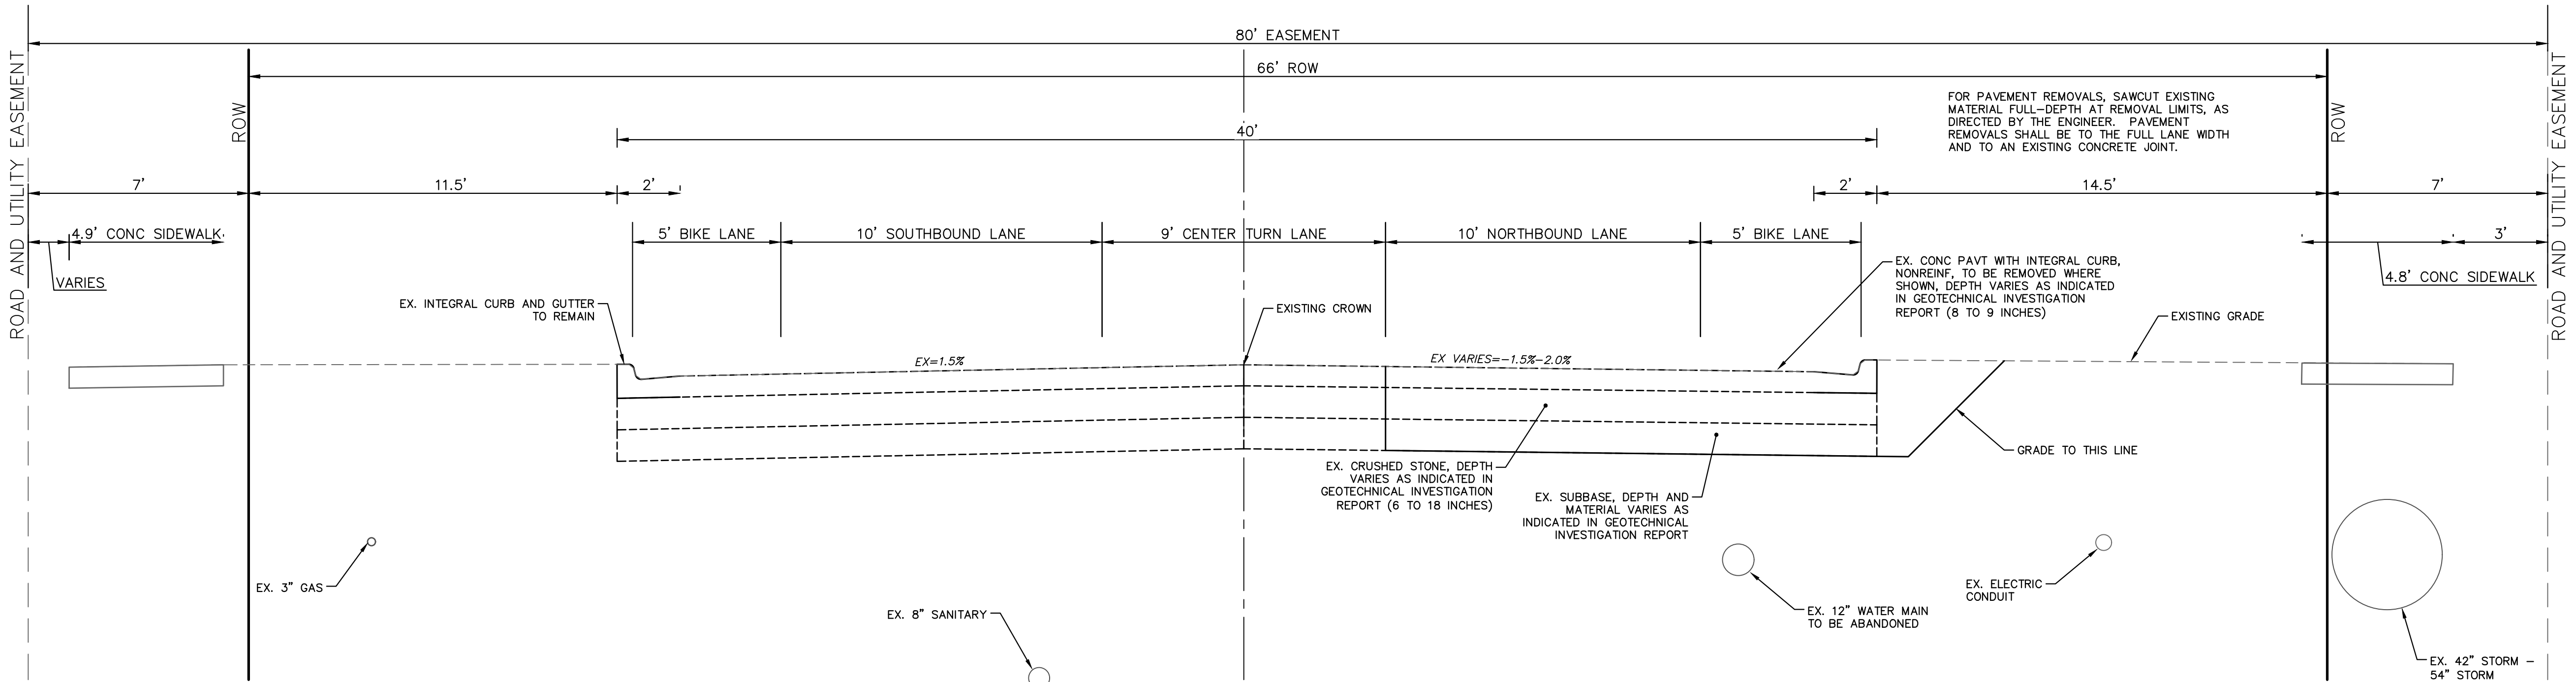 80' EASEMENT
66' ROW
ROAD AND UTILITY EASEMENT
ROW
40'
FOR PAVEMENT REMOVALS, SAWCUT EXISTING
MATERIAL FULL-DEPTH AT REMOVAL LIMITS, AS
DIRECTED BY THE ENGINEER. PAVEMENT
REMOVALS SHALL BE TO THE FULL LANE WIDTH
AND TO AN EXISTING CONCRETE JOINT.
ROW
ROAD AND UTILITY EASEMENT
7'
11.5'
2'
2'
14.5'
7'
4.9' CONC SIDEWALK
5' BIKE LANE
10' SOUTHBOUND LANE
9' CENTER TURN LANE
10' NORTHBOUND LANE
5' BIKE LANE
3'
VARIES
4.8' CONC SIDEWALK
EX. INTEGRAL CURB AND GUTTER
TO REMAIN
EXISTING CROWN
EX. CONC PAVT WITH INTEGRAL CURB,
NONREINF, TO BE REMOVED WHERE
SHOWN, DEPTH VARIES AS INDICATED
IN GEOTECHNICAL INVESTIGATION
REPORT (8 TO 9 INCHES)
EXISTING GRADE
EX=1.5%
EX VARIES=-1.5%-2.0%
GRADE TO THIS LINE
EX. CRUSHED STONE, DEPTH
VARIES AS INDICATED IN
GEOTECHNICAL INVESTIGATION
REPORT (6 TO 18 INCHES)
EX. SUBBASE, DEPTH AND
MATERIAL VARIES AS
INDICATED IN GEOTECHNICAL
INVESTIGATION REPORT
EX. 3" GAS
EX. 8" SANITARY
EX. 12" WATER MAIN
TO BE ABANDONED
EX. ELECTRIC
CONDUIT
EX. 42" STORM -
54" STORM